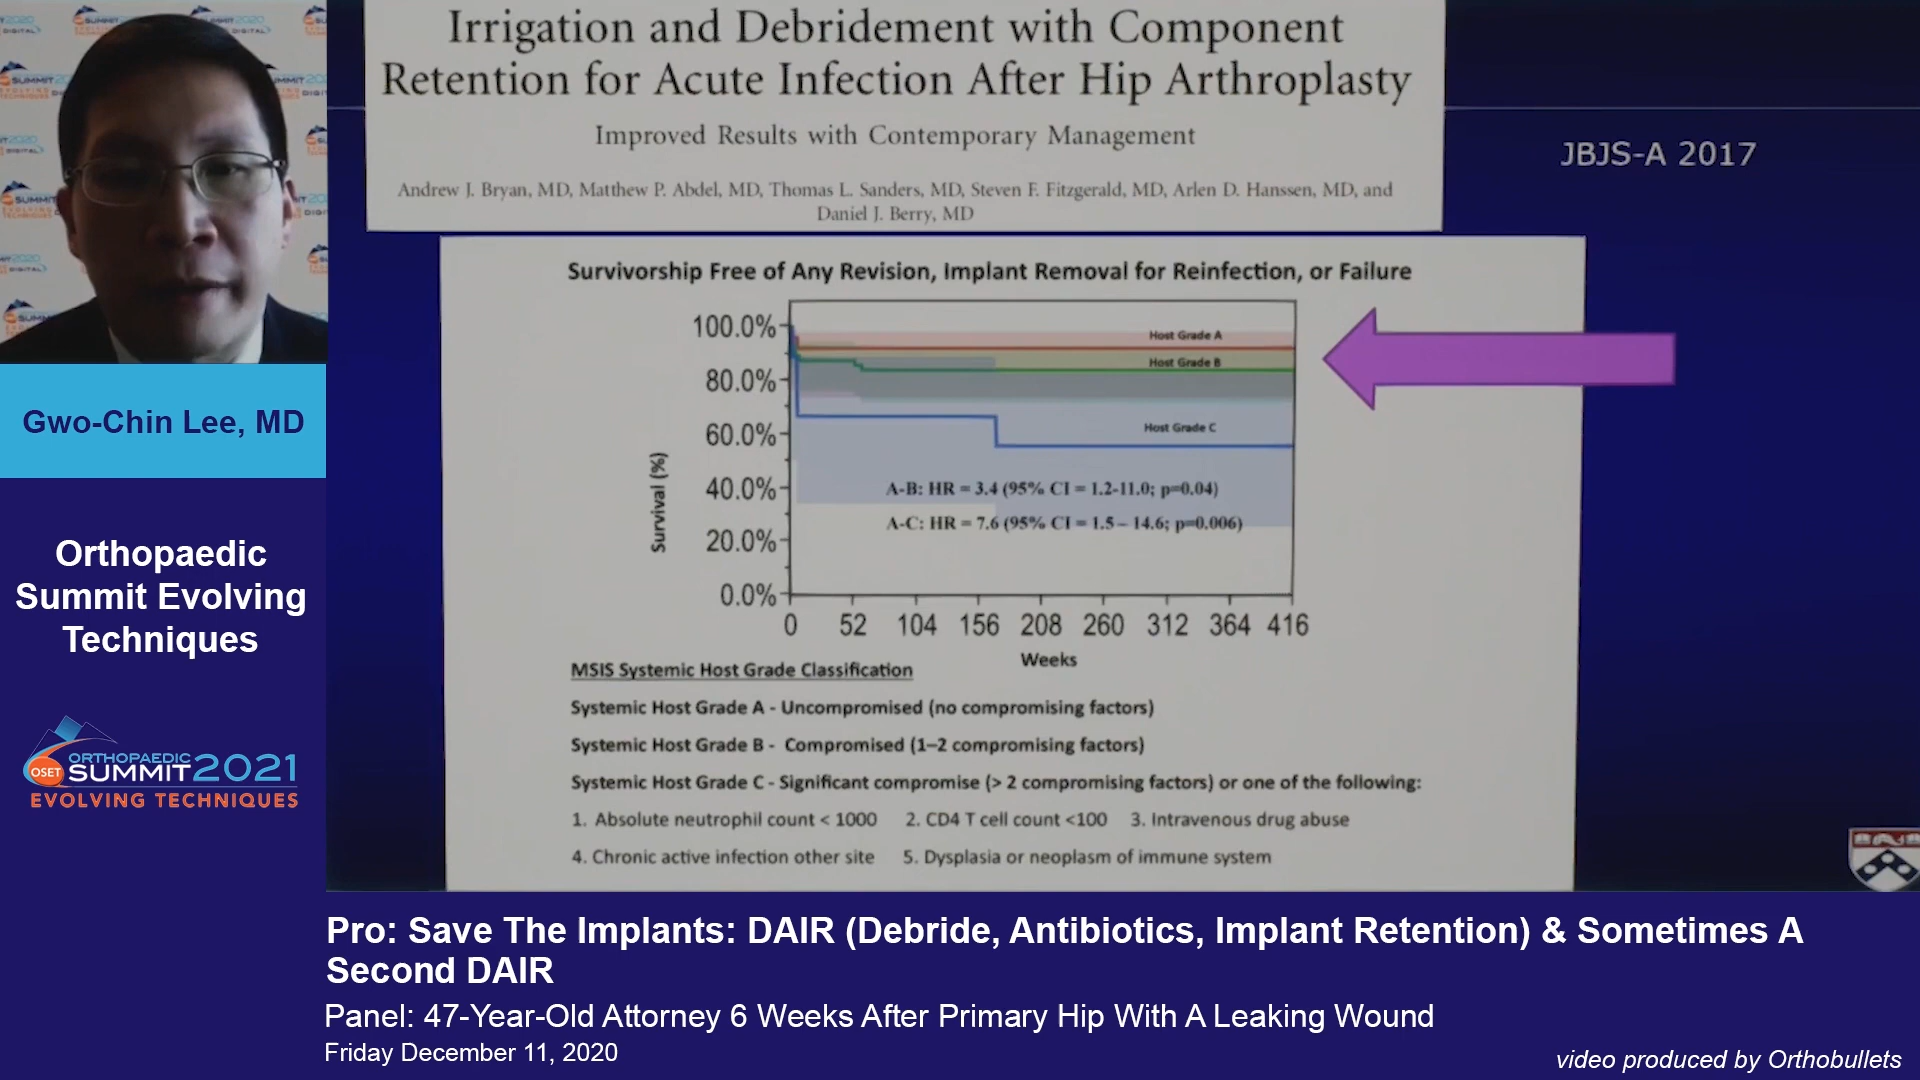 Irrigation and Debridement with Component
Retention for Acute Infection After Hip Arthroplasty
Improved Results with Contemporary Management
Andrew J. Bryan, MD, Matthew P. Abdel, MD, Thomas L. Sanders, MD, Steven F. Fitzgerald, MD, Arlen D. Hanssen, MD, and
Daniel J. Berry, MD
JBJS-A 2017
Survivorship Free of Any Revision, Implant Removal for Reinfection, or Failure
Survival (%)
100.0%
80.0%
60.0%
40.0%
20.0%
0.0%
Host Grade A
Host Grade B
Host Grade C
A-B: HR = 3.4 (95% CI = 1.2-11.0; p=0.04)
A-C: HR = 7.6 (95% CI = 1.5 – 14.6; p=0.006)
0 52 104 156 208 260 312 364 416
Weeks
MSIS Systemic Host Grade Classification
Systemic Host Grade A - Uncompromised (no compromising factors)
Systemic Host Grade B - Compromised (1–2 compromising factors)
Systemic Host Grade C - Significant compromise (> 2 compromising factors) or one of the following:
1. Absolute neutrophil count < 1000 2. CD4 T cell count <100 3. Intravenous drug abuse
4. Chronic active infection other site 5. Dysplasia or neoplasm of immune system
Gwo-Chin Lee, MD
Orthopaedic
Summit Evolving
Techniques
OSET
ORTHOPAEDIC
SUMMIT 2021
EVOLVING TECHNIQUES
Pro: Save The Implants: DAIR (Debride, Antibiotics, Implant Retention) & Sometimes A
Second DAIR
Panel: 47-Year-Old Attorney 6 Weeks After Primary Hip With A Leaking Wound
Friday December 11, 2020
video produced by Orthobullets